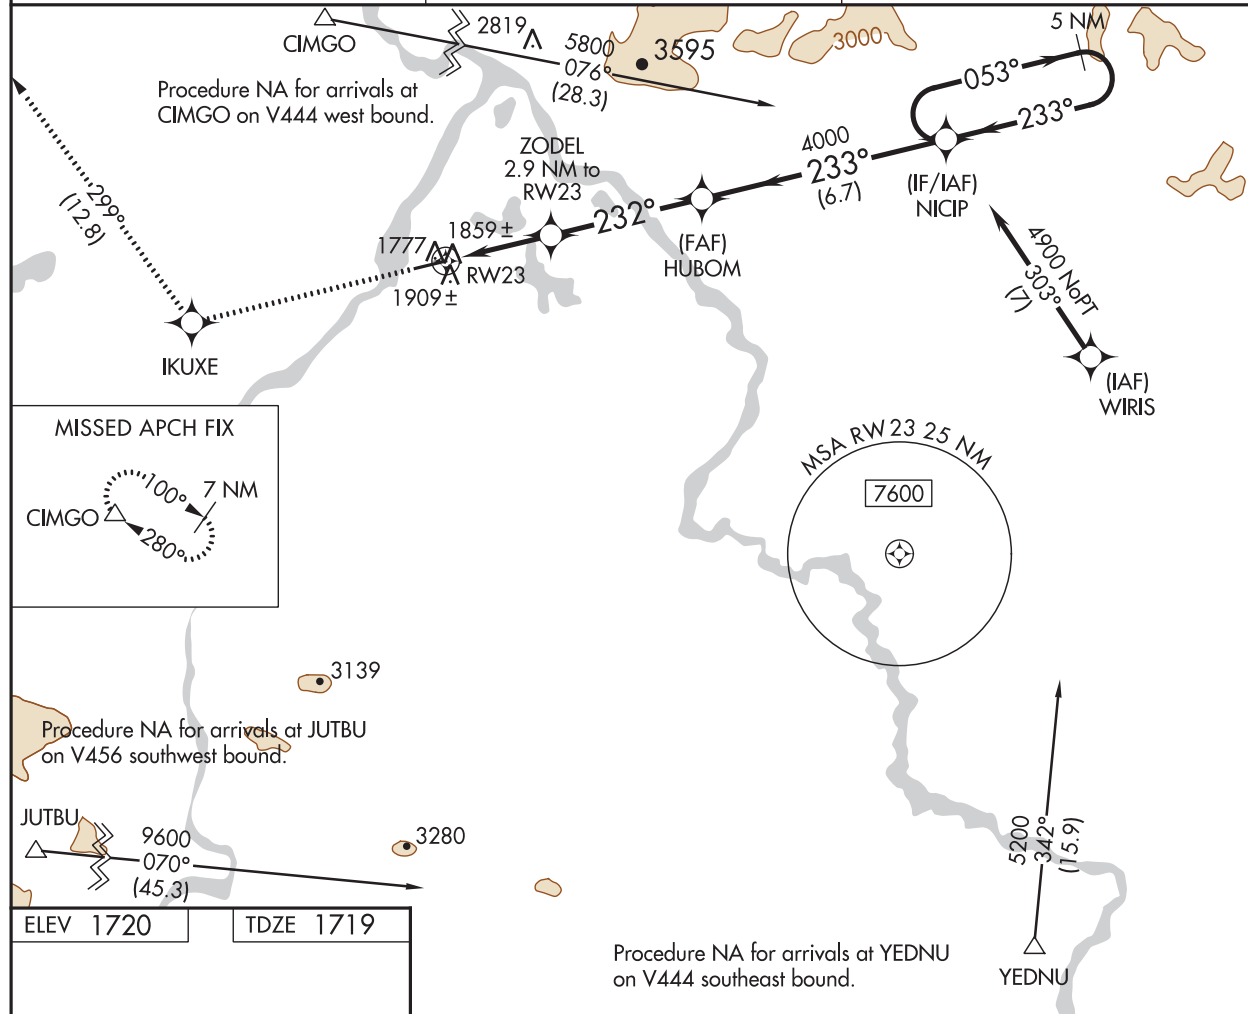 CIMGO
2819
5800
076°
(28.3)
3595
3000
5 NM
053°
233°
Procedure NA for arrivals at
CIMGO on V444 west bound.
ZODEL
2.9 NM to
RW23
4000
233°
(6.7)
(IF/IAF)
NICIP
299°
(12.8)
232°
(FAF)
HUBOM
1859±
1777
RW23
1909±
4900 NoPT
303°
(7)
IKUXE
(IAF)
WIRIS
MISSED APCH FIX
100°
7 NM
CIMGO
280°
MSA RW 23 25 NM
7600
3139
Procedure NA for arrivals at JUTBU
on V456 southwest bound.
JUTBU
9600
070°
(45.3)
3280
5200
342°
(15.9)
ELEV 1720
TDZE 1719
Procedure NA for arrivals at YEDNU
on V444 southeast bound.
YEDNU